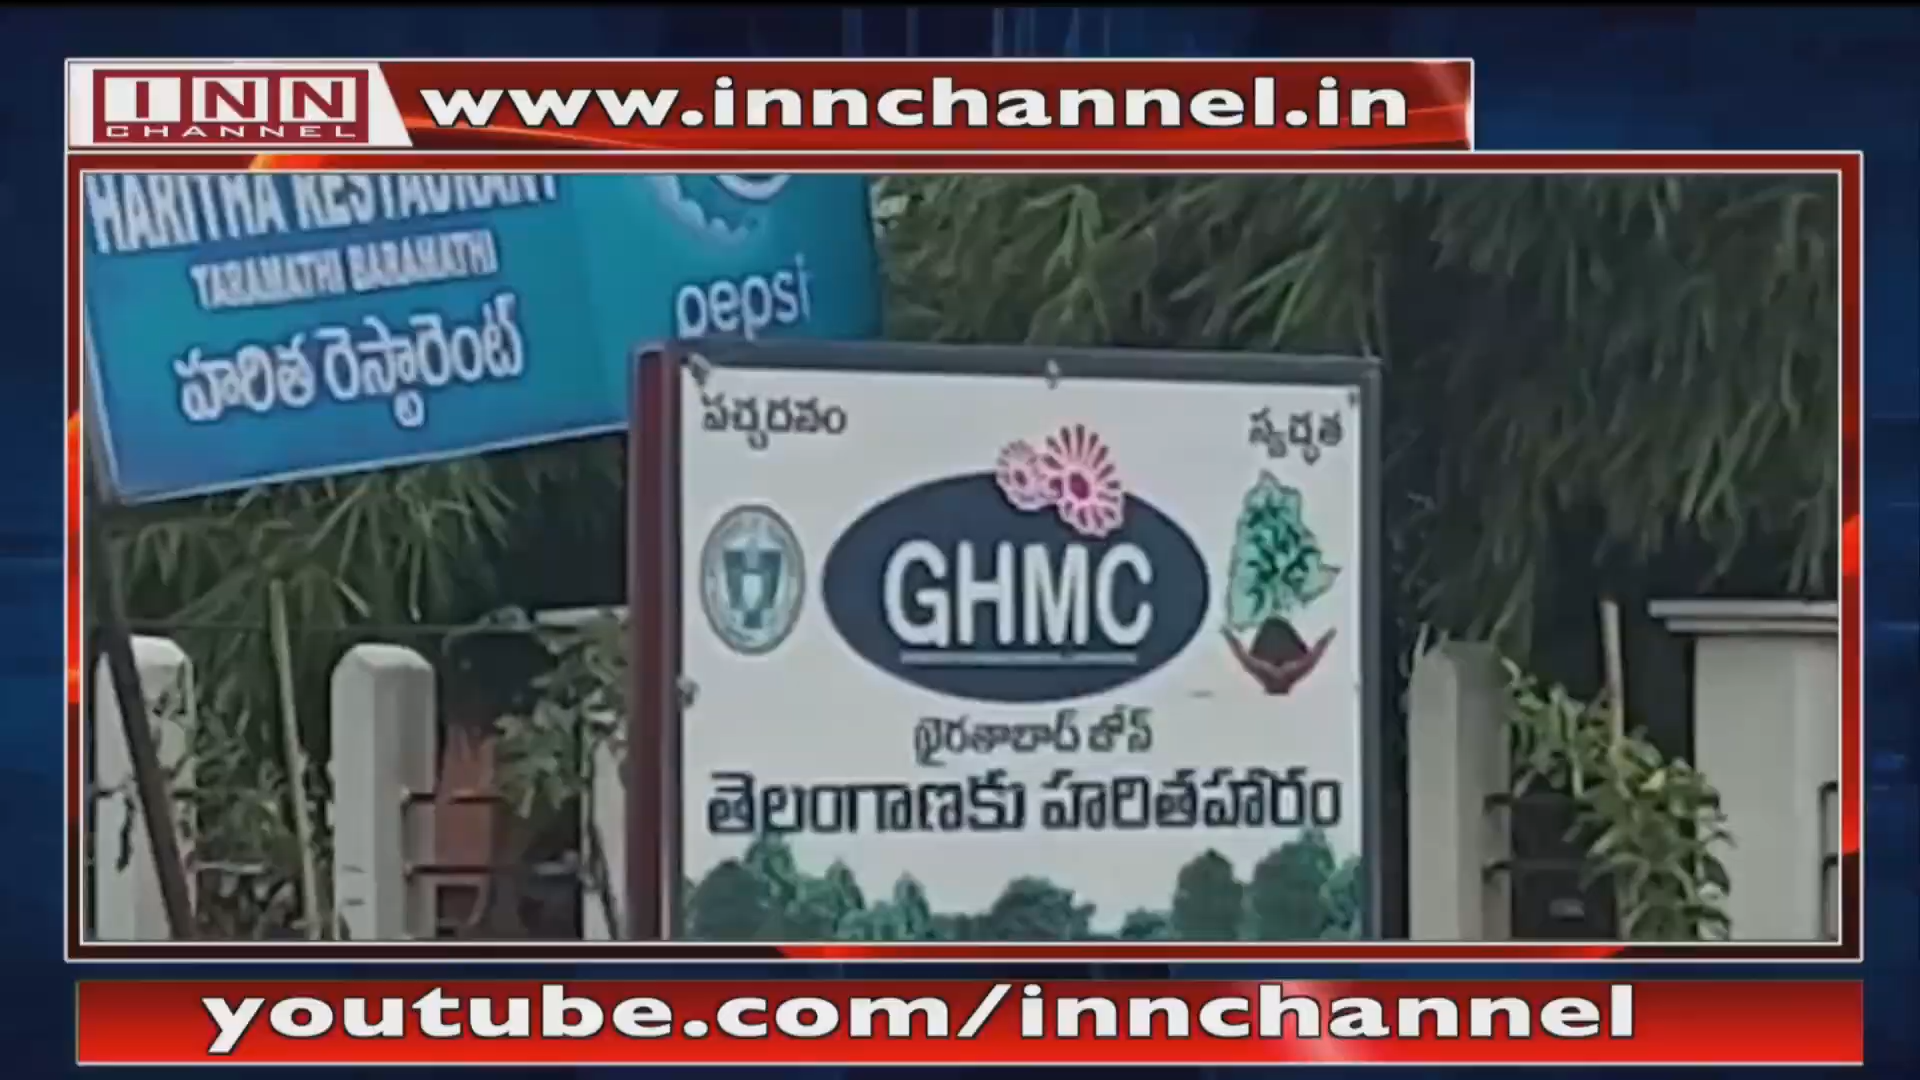 INN
CHANNEL
www.innchannel.in
HARITHA RESTAURANT
TARAMATHI BARAMATHI
హరిత రెస్టారెంట్
pepsi
పచ్చదనం
స్వచ్ఛత
GHMC
ఖైరతాబాద్ జోన్
తెలంగాణకు హరితహారం
youtube.com/innchannel